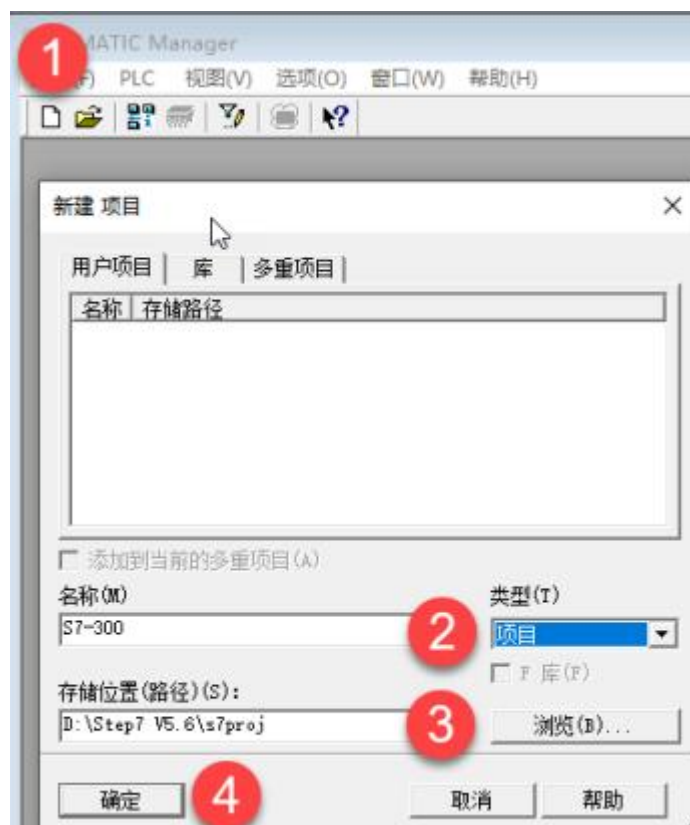 1
MATIC Manager
F) PLC 视图(V) 选项(O) 窗口(W) 帮助(H)
新建 项目
用户项目 库 多重项目
名称 存储路径
添加到当前的多重项目(A)
名称(M) 类型(T)
S7-300 2 项目
F 库(F)
存储位置(路径)(S):
D:\Step7 V5.6\s7proj 3 浏览(B)...
确定 4 取消 帮助